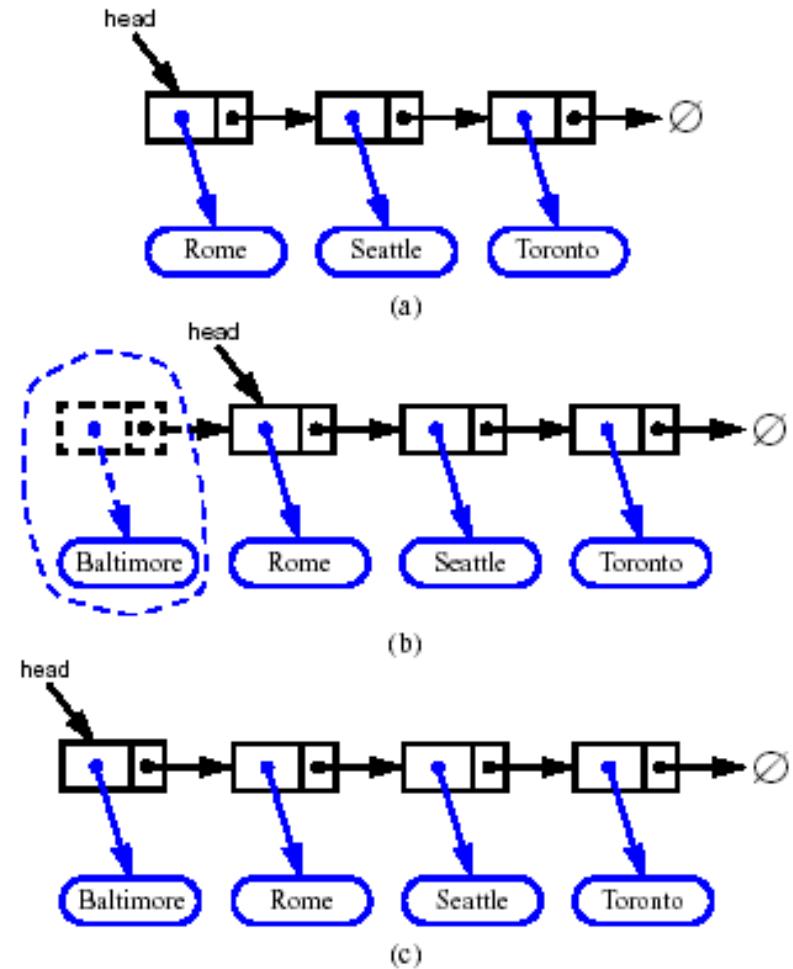 head
Rome Seattle Toronto
(a)
head
Baltimore Rome Seattle Toronto
(b)
head
Baltimore Rome Seattle Toronto
(c)